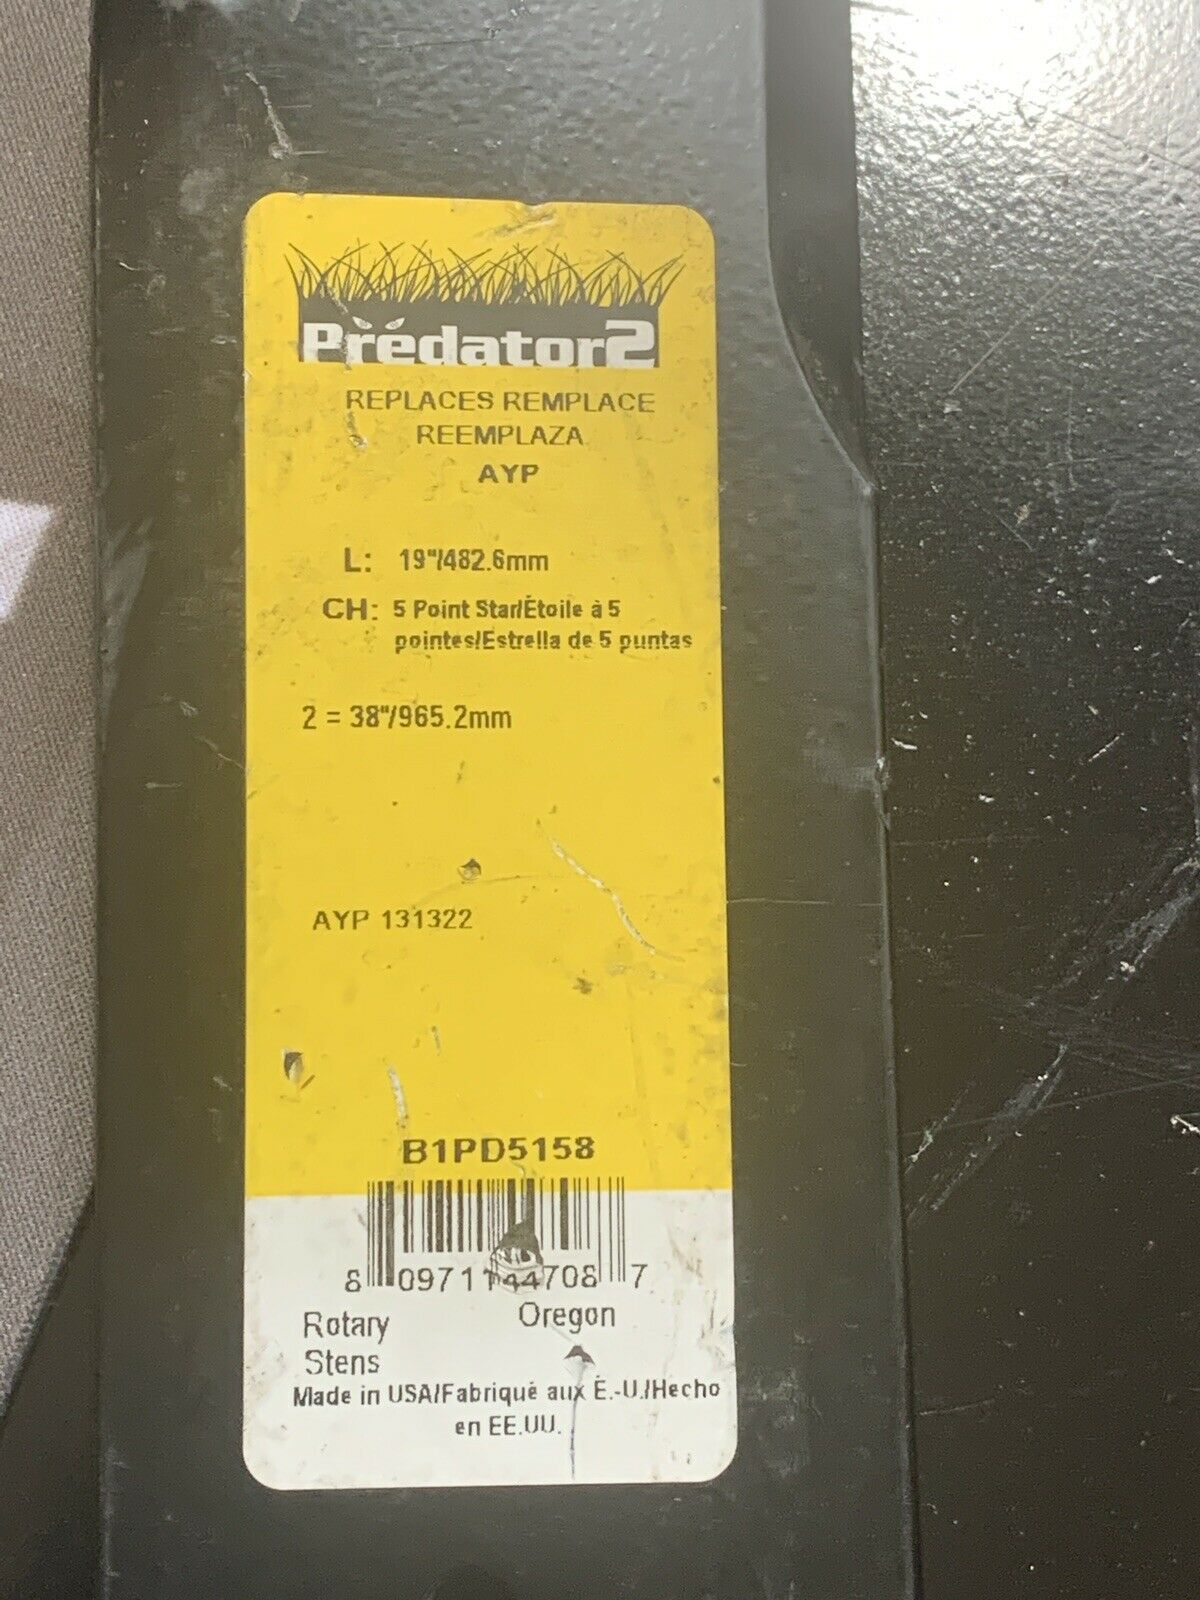 Predator2
REPLACES REMPLACE
REEMPLAZA
AYP
L: 19"/482.6mm
CH: 5 Point Star/Étoile à 5
pointes/Estrella de 5 puntas
2 = 38"/965.2mm
AYP 131322
B1PD5158
8 09711 44708 7
Rotary Oregon
Stens
Made in USA/Fabriqué aux É.-U./Hecho
en EE.UU.